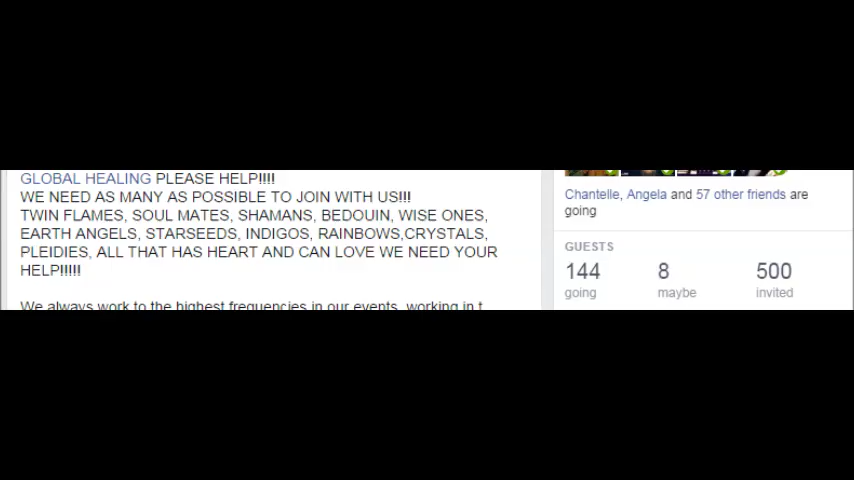 GLOBAL HEALING PLEASE HELP!!!!
WE NEED AS MANY AS POSSIBLE TO JOIN WITH US!!!
TWIN FLAMES, SOUL MATES, SHAMANS, BEDOUIN, WISE ONES,
EARTH ANGELS, STARSEEDS, INDIGOS, RAINBOWS,CRYSTALS,
PLEIDIES, ALL THAT HAS HEART AND CAN LOVE WE NEED YOUR
HELP!!!!!
We always work to the highest frequencies in our events, working in t
Chantelle, Angela and 57 other friends are
going
GUESTS
144 8 500
going maybe invited